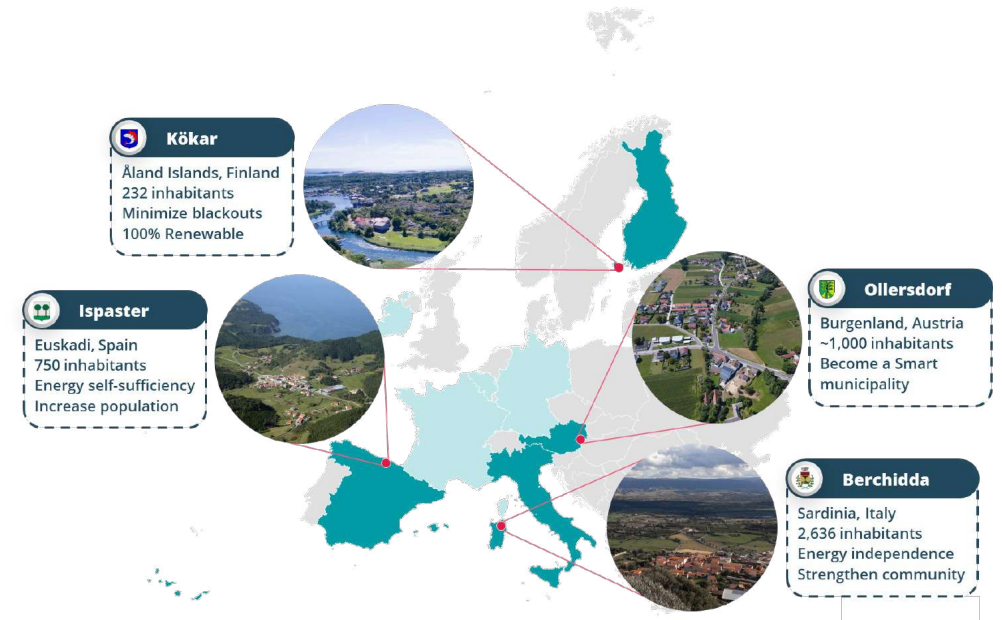 Kökar
Åland Islands, Finland
232 inhabitants
Minimize blackouts
100% Renewable
Ispaster
Euskadi, Spain
750 inhabitants
Energy self-sufficiency
Increase population
Ollersdorf
Burgenland, Austria
~1,000 inhabitants
Become a Smart
municipality
Berchidda
Sardinia, Italy
2,636 inhabitants
Energy independence
Strengthen community